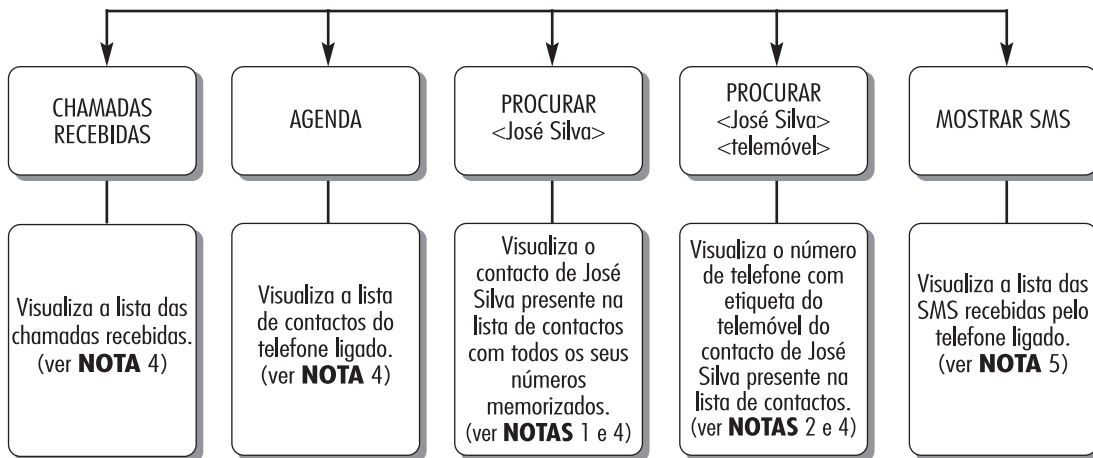 CHAMADAS
RECEBIDAS
AGENDA
PROCURAR
<José Silva>
PROCURAR
<José Silva>
<telemóvel>
MOSTRAR SMS
Visualiza a lista das
chamadas recebidas.
(ver NOTA 4)
Visualiza a lista
de contactos do
telefone ligado.
(ver NOTA 4)
Visualiza o
contacto de José
Silva presente na
lista de contactos
com todos os seus
números
memorizados.
(ver NOTAS 1 e 4)
Visualiza o número
de telefone com
etiqueta do
telemóvel do
contacto de José
Silva presente na
lista de contactos.
(ver NOTAS 2 e 4)
Visualiza a lista das
SMS recebidas pelo
telefone ligado.
(ver NOTA 5)